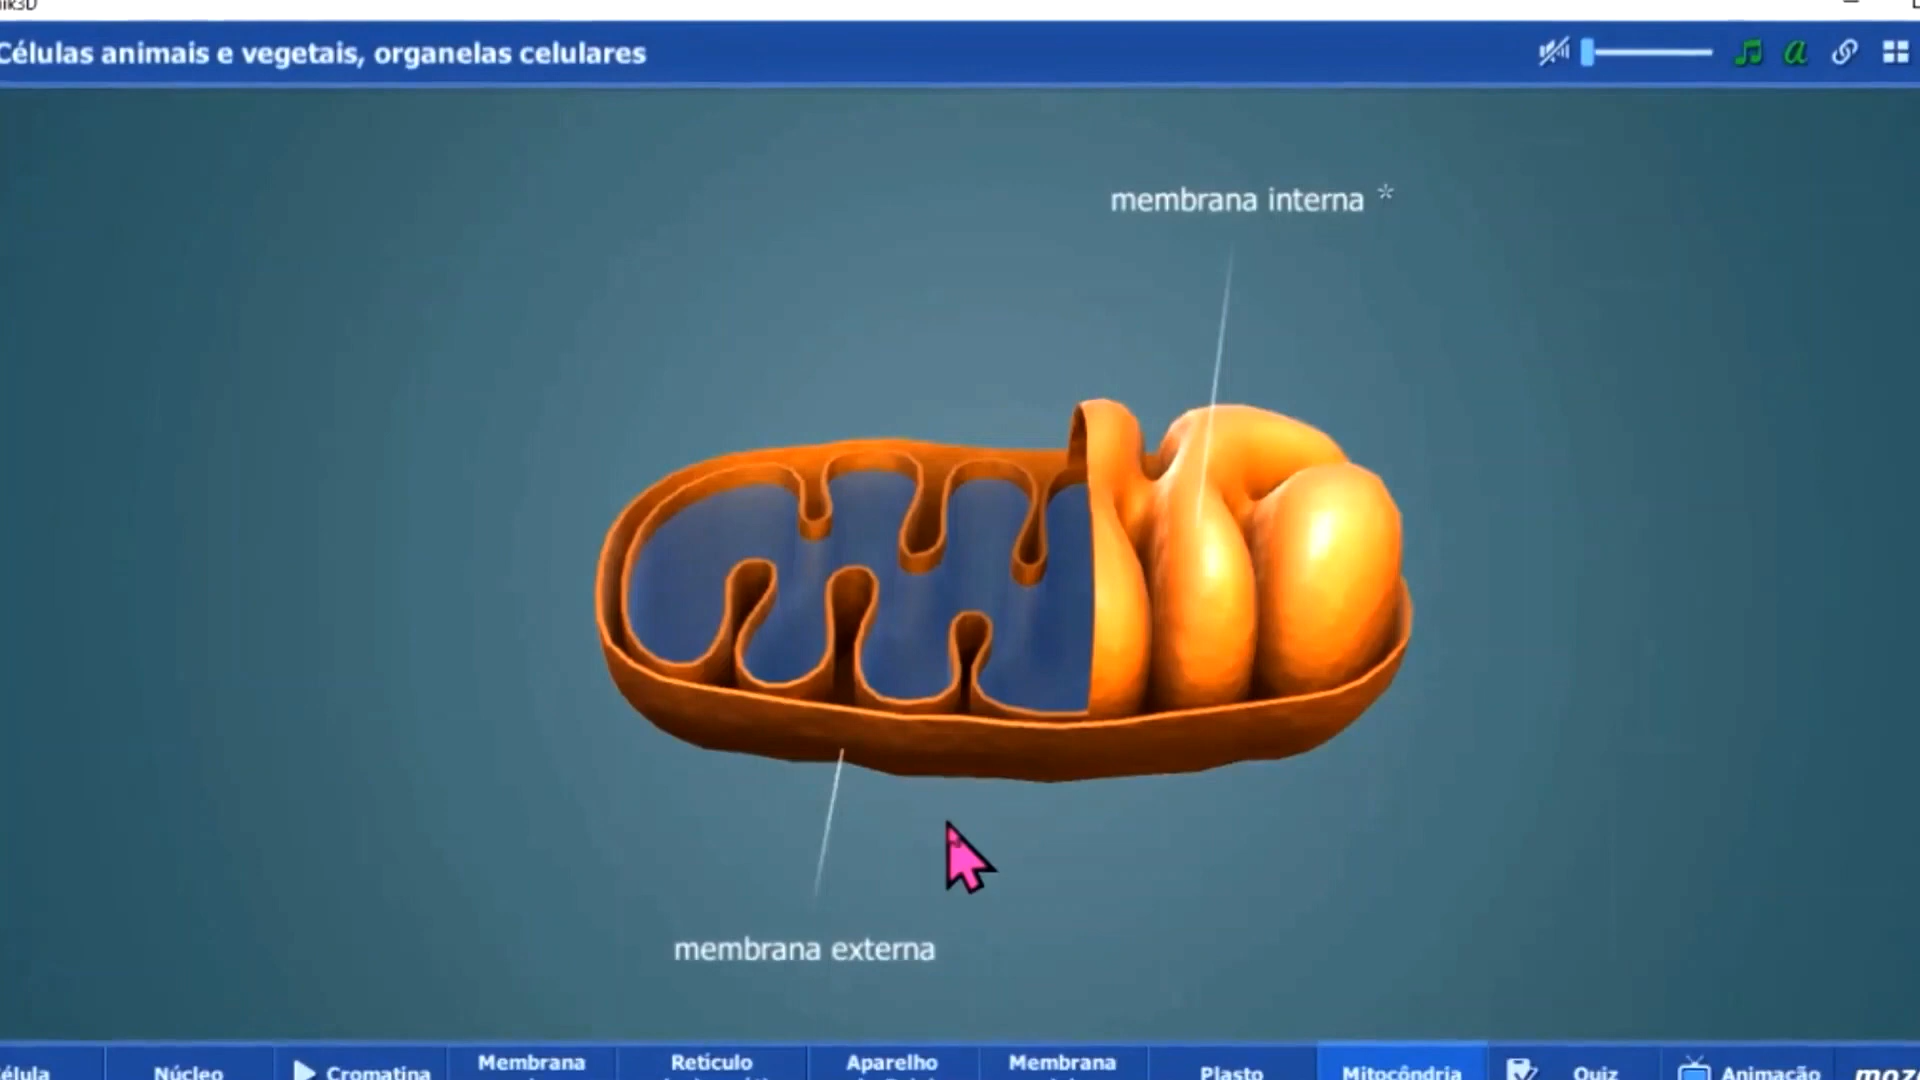 Células animais e vegetais, organelas celulares
membrana interna *
membrana externa
Núcleo
Cromatina
Membrana
Retículo
Aparelho
Membrana
Plasto
Mitocôndria
Quiz
Animação